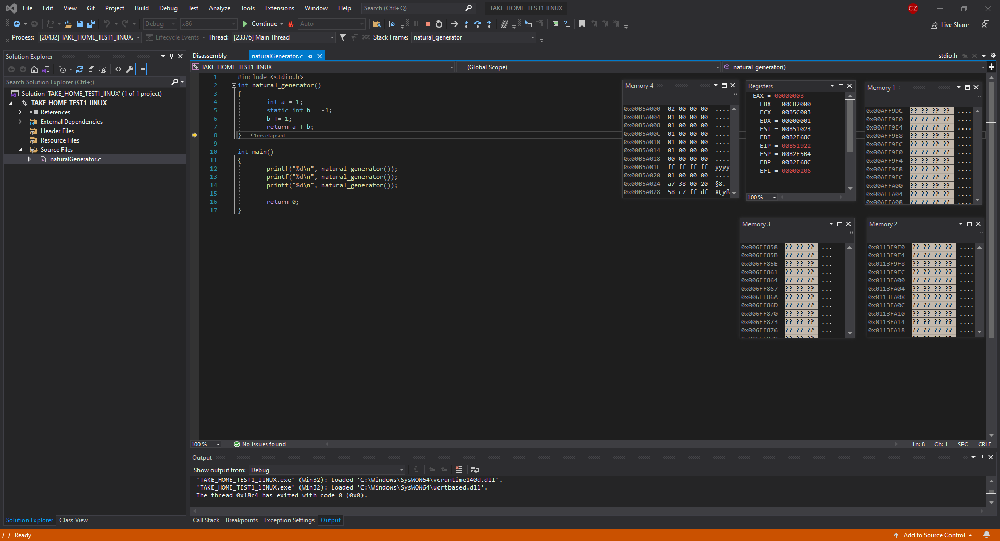 File Edit View Git Project Build Debug Test Analyze Tools Extensions Window Help Search (Ctrl+Q) TAKE_HOME_TEST1_lINUX CZ
Debug x86 Continue Auto Live Share
Process: [20432] TAKE_HOME_TEST1_lINUX. Lifecycle Events Thread: [23376] Main Thread Stack Frame: natural_generator
Solution Explorer
Search Solution Explorer (Ctrl+;)
Solution 'TAKE_HOME_TEST1_lINUX' (1 of 1 project)
TAKE_HOME_TEST1_lINUX
References
External Dependencies
Header Files
Resource Files
Source Files
naturalGenerator.c
Solution Explorer Class View
Disassembly naturalGenerator.c stdio.h
TAKE_HOME_TEST1_lINUX (Global Scope) natural_generator()
1 #include <stdio.h>
2 int natural_generator()
3 {
4 int a = 1;
5 static int b = -1;
6 b += 1;
7 return a + b;
8 } ≤1ms elapsed
9
10 int main()
11 {
12 printf("%d\n", natural_generator());
13 printf("%d\n", natural_generator());
14 printf("%d\n", natural_generator());
15
16 return 0;
17 }
Memory 4
0x00B5A000 02 00 00 00 ....
0x00B5A004 01 00 00 00 ....
0x00B5A008 01 00 00 00 ....
0x00B5A00C 01 00 00 00 ....
0x00B5A010 01 00 00 00 ....
0x00B5A014 01 00 00 00 ....
0x00B5A018 00 00 00 00 ....
0x00B5A01C ff ff ff ff ÿÿÿÿ
0x00B5A020 01 00 00 00 ....
0x00B5A024 a7 38 00 20 §8.
0x00B5A028 58 c7 ff df XÇÿß
Registers
EAX = 00000003
EBX = 00CB2000
ECX = 00B5C003
EDX = 00000001
ESI = 00B51023
EDI = 00B2F68C
EIP = 00B51922
ESP = 00B2F5B4
EBP = 00B2F68C
EFL = 00000206
100 %
Memory 1
0x00AFF9DC ?? ?? ?? ?? ....
0x00AFF9E0 ?? ?? ?? ?? ....
0x00AFF9E4 ?? ?? ?? ?? ....
0x00AFF9E8 ?? ?? ?? ?? ....
0x00AFF9EC ?? ?? ?? ?? ....
0x00AFF9F0 ?? ?? ?? ?? ....
0x00AFF9F4 ?? ?? ?? ?? ....
0x00AFF9F8 ?? ?? ?? ?? ....
0x00AFF9FC ?? ?? ?? ?? ....
0x00AFFA00 ?? ?? ?? ?? ....
0x00AFFA04 ?? ?? ?? ?? ....
0x00AFFA08 ?? ?? ?? ?? ....
Memory 3
0x006FF858 ?? ?? ?? ...
0x006FF85B ?? ?? ?? ...
0x006FF85E ?? ?? ?? ...
0x006FF861 ?? ?? ?? ...
0x006FF864 ?? ?? ?? ...
0x006FF867 ?? ?? ?? ...
0x006FF86A ?? ?? ?? ...
0x006FF86D ?? ?? ?? ...
0x006FF870 ?? ?? ?? ...
0x006FF873 ?? ?? ?? ...
0x006FF876 ?? ?? ?? ...
Memory 2
0x0113F9F0 ?? ?? ?? ?? ....
0x0113F9F4 ?? ?? ?? ?? ....
0x0113F9F8 ?? ?? ?? ?? ....
0x0113F9FC ?? ?? ?? ?? ....
0x0113FA00 ?? ?? ?? ?? ....
0x0113FA04 ?? ?? ?? ?? ....
0x0113FA08 ?? ?? ?? ?? ....
0x0113FA0C ?? ?? ?? ?? ....
0x0113FA10 ?? ?? ?? ?? ....
0x0113FA14 ?? ?? ?? ?? ....
0x0113FA18 ?? ?? ?? ?? ....
100 % No issues found Ln: 8 Ch: 1 SPC CRLF
Output
Show output from: Debug
'TAKE_HOME_TEST1_lINUX.exe' (Win32): Loaded 'C:\Windows\SysWOW64\vcruntime140d.dll'.
'TAKE_HOME_TEST1_lINUX.exe' (Win32): Loaded 'C:\Windows\SysWOW64\ucrtbased.dll'.
The thread 0x18c4 has exited with code 0 (0x0).
Call Stack Breakpoints Exception Settings Output
Ready Add to Source Control